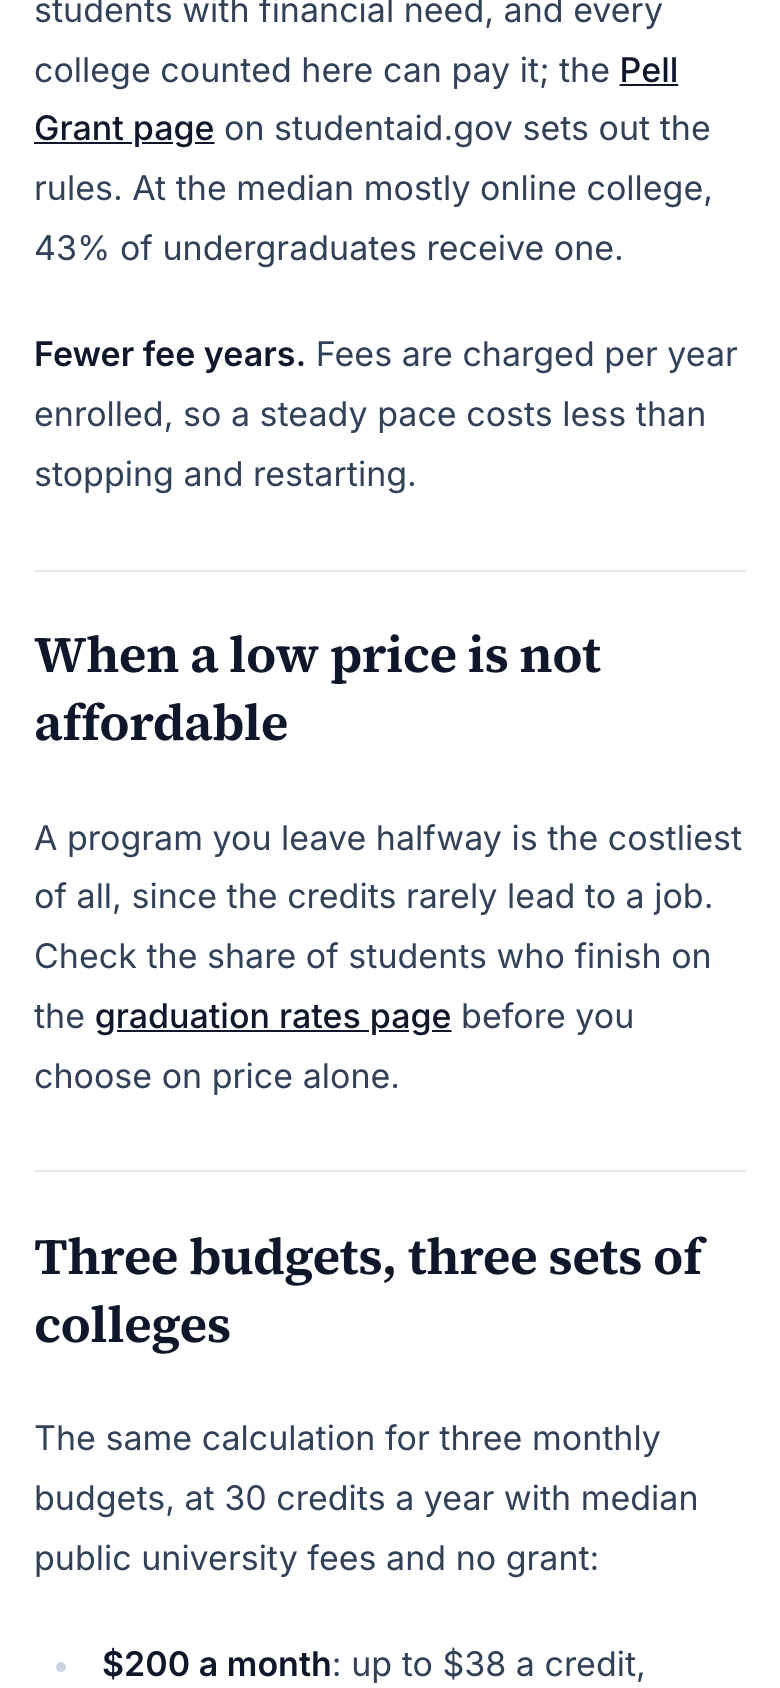 students with financial need, and every
college counted here can pay it; the Pell
Grant page on studentaid.gov sets out the
rules. At the median mostly online college,
43% of undergraduates receive one.
Fewer fee years. Fees are charged per year
enrolled, so a steady pace costs less than
stopping and restarting.
When a low price is not
affordable
A program you leave halfway is the costliest
of all, since the credits rarely lead to a job.
Check the share of students who finish on
the graduation rates page before you
choose on price alone.
Three budgets, three sets of
colleges
The same calculation for three monthly
budgets, at 30 credits a year with median
public university fees and no grant:
• $200 a month: up to $38 a credit,